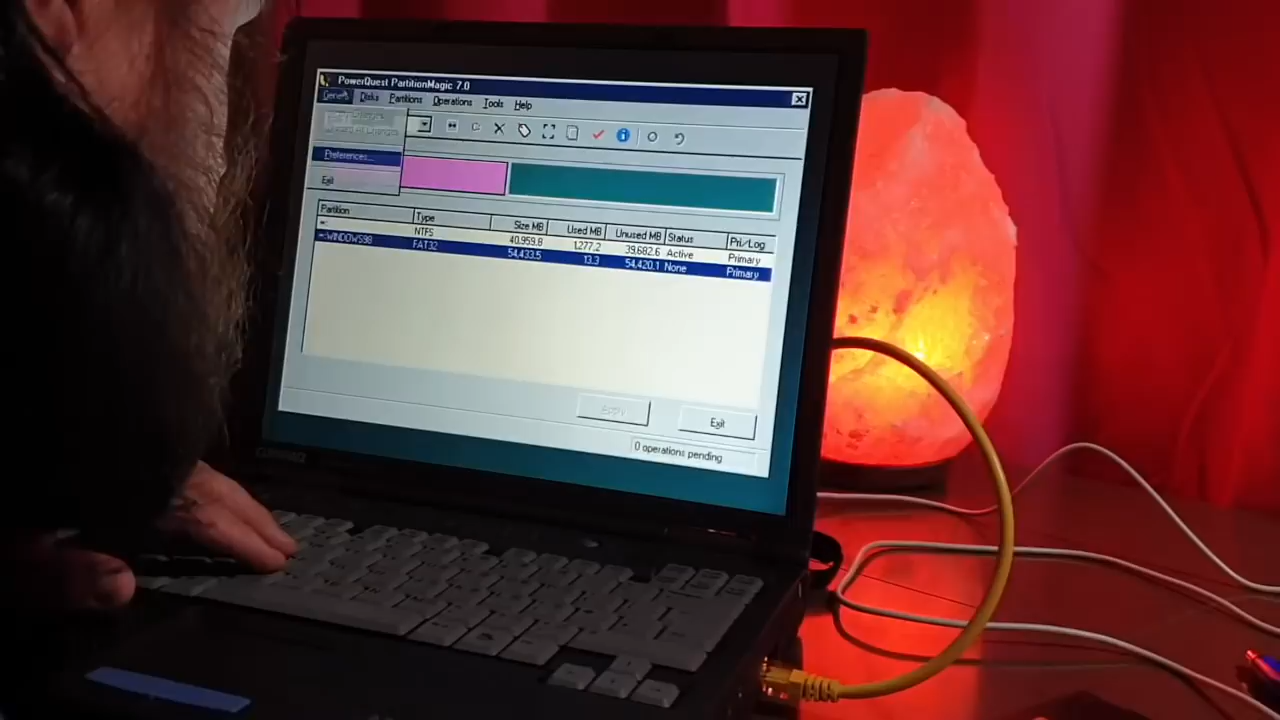 PowerQuest PartitionMagic 7.0
General Disks Partitions Operations Tools Help
Preferences...
Exit
Partition Type Size MB Used MB Unused MB Status Pri/Log
NTFS 40,959.8 1,277.2 39,682.6 Active Primary
*:WINDOWS98 FAT32 54,433.5 13.3 54,420.1 None Primary
Apply Exit
0 operations pending